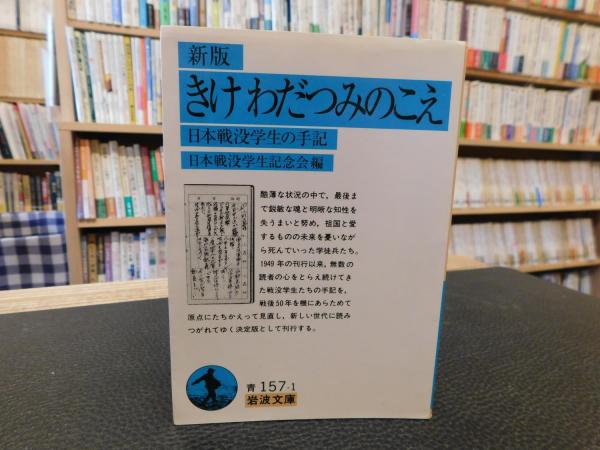 新版
きけ わだつみのこえ
日本戦没学生の手記
日本戦没学生記念会編
酷薄な状況の中で、最後ま
で鋭敏な魂と明晰な知性を
失うまいと努め、祖国と愛
するものの未来を憂いなが
ら死んでいった学徒兵たち。
1949年の刊行以来、無数の
読者の心をとらえ続けてき
た戦没学生たちの手記を、
戦後50年を機にあらためて
原点にたちかえって見直し、新しい世代に読み
つがれてゆく決定版として刊行する。
青 157-1
岩波文庫